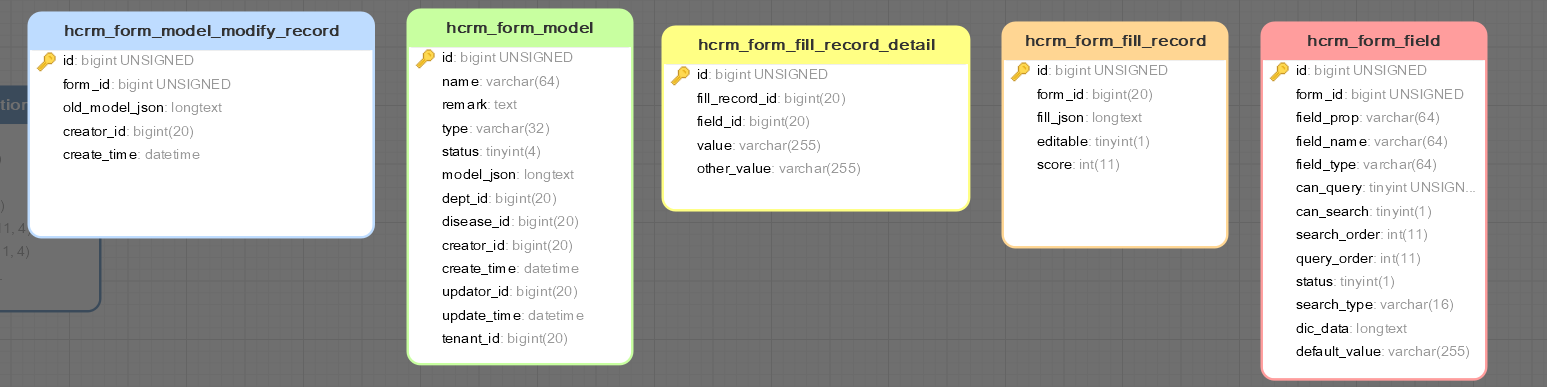 hcrm_form_model_modify_record
id: bigint UNSIGNED
form_id: bigint UNSIGNED
old_model_json: longtext
creator_id: bigint(20)
create_time: datetime
hcrm_form_model
id: bigint UNSIGNED
name: varchar(64)
remark: text
type: varchar(32)
status: tinyint(4)
model_json: longtext
dept_id: bigint(20)
disease_id: bigint(20)
creator_id: bigint(20)
create_time: datetime
updator_id: bigint(20)
update_time: datetime
tenant_id: bigint(20)
hcrm_form_fill_record_detail
id: bigint UNSIGNED
fill_record_id: bigint(20)
field_id: bigint(20)
value: varchar(255)
other_value: varchar(255)
hcrm_form_fill_record
id: bigint UNSIGNED
form_id: bigint(20)
fill_json: longtext
editable: tinyint(1)
score: int(11)
hcrm_form_field
id: bigint UNSIGNED
form_id: bigint UNSIGNED
field_prop: varchar(64)
field_name: varchar(64)
field_type: varchar(64)
can_query: tinyint UNSIGN...
can_search: tinyint(1)
search_order: int(11)
query_order: int(11)
status: tinyint(1)
search_type: varchar(16)
dic_data: longtext
default_value: varchar(255)